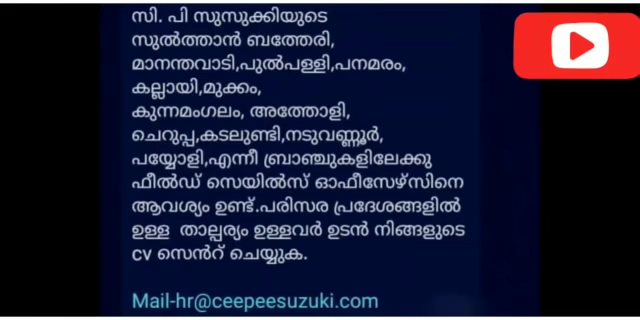 സി. പി സുസുക്കിയുടെ
സുൽത്താൻ ബത്തേരി,
മാനന്തവാടി,പുൽപള്ളി,പനമരം,
കല്ലായി,മുക്കം,
കുന്നമംഗലം, അത്തോളി,
ചെറുപ്പ,കടലുണ്ടി,നടുവണ്ണൂർ,
പയ്യോളി,എന്നീ ബ്രാഞ്ചുകളിലേക്കു
ഫീൽഡ് സെയിൽസ് ഓഫീസേഴ്‌സിനെ
ആവശ്യം ഉണ്ട്.പരിസര പ്രദേശങ്ങളിൽ
ഉള്ള താല്പര്യം ഉള്ളവർ ഉടൻ നിങ്ങളുടെ
cv സെൻറ് ചെയ്യുക.
Mail-hr@ceepeesuzuki.com